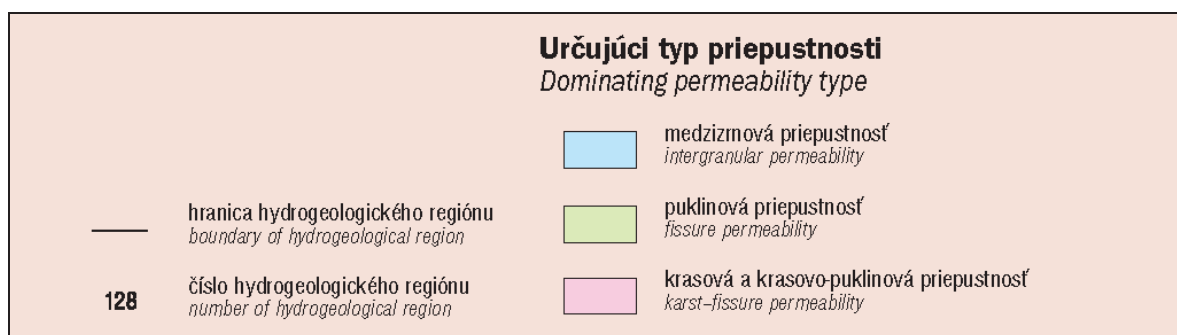 Určujúci typ priepustnosti
Dominating permeability type
medzizrnová priepustnosť
intergranular permeability
hranica hydrogeologického regiónu
boundary of hydrogeological region
puklinová priepustnosť
fissure permeability
128
číslo hydrogeologického regiónu
number of hydrogeological region
krasová a krasovo-puklinová priepustnosť
karst–fissure permeability